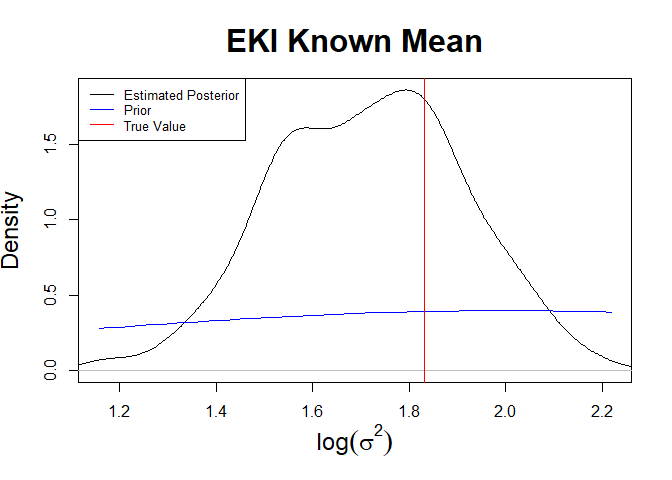 EKI Known Mean
Estimated Posterior
Prior
True Value
Density
0.0
0.5
1.0
1.5
1.2
1.4
1.6
1.8
2.0
2.2
log(σ²)